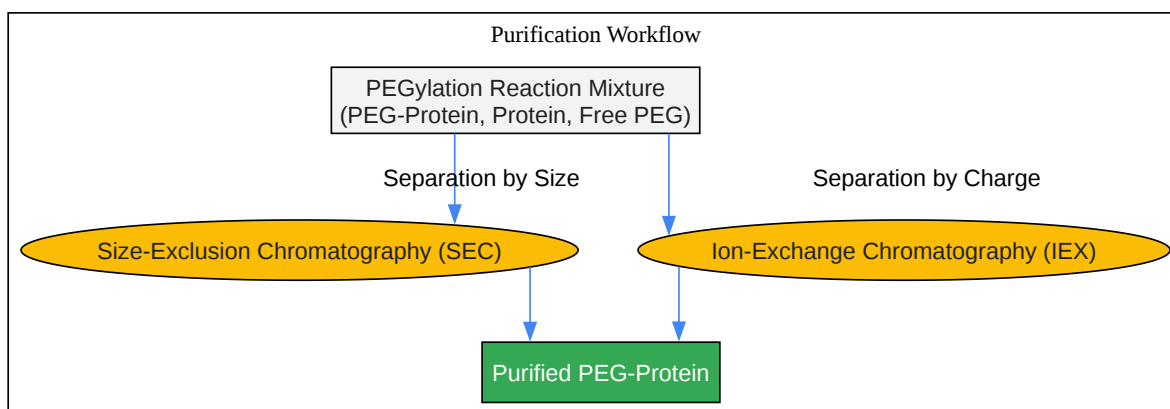 Purification Workflow
PEGylation Reaction Mixture
(PEG-Protein, Protein, Free PEG)
Separation by Size
Separation by Charge
Size-Exclusion Chromatography (SEC)
Ion-Exchange Chromatography (IEX)
Purified PEG-Protein